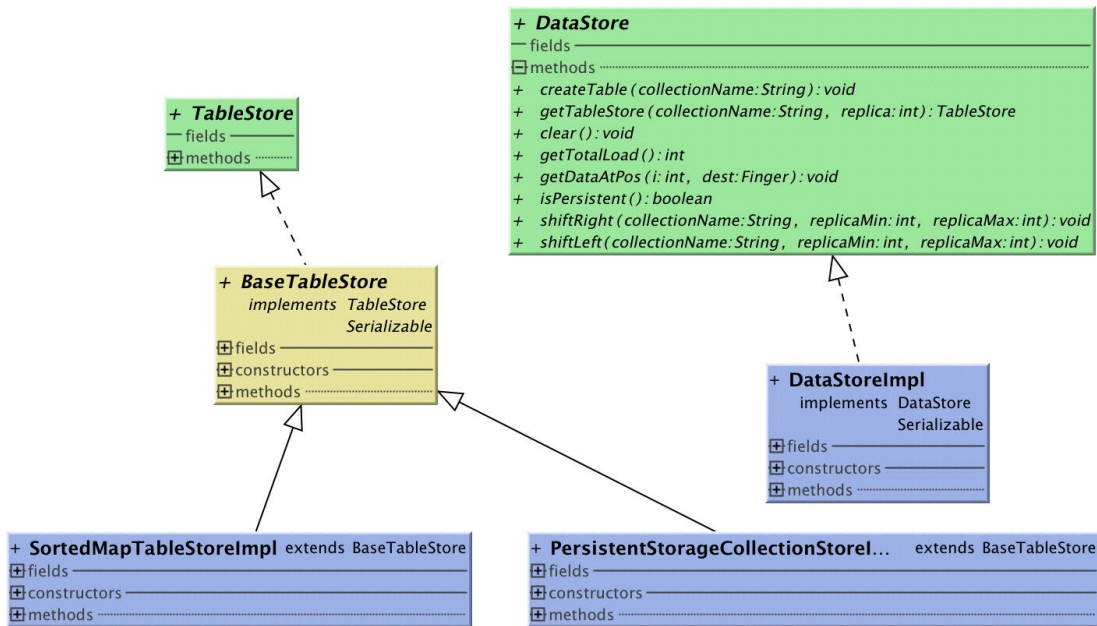 + TableStore
fields
methods
+ DataStore
fields
methods
+ createTable(collectionName:String):void
+ getTableStore(collectionName:String, replica:int):TableStore
+ clear():void
+ getTotalLoad():int
+ getDataAtPos(i:int, dest:Finger):void
+ isPersistent():boolean
+ shiftRight(collectionName:String, replicaMin:int, replicaMax:int):void
+ shiftLeft(collectionName:String, replicaMin:int, replicaMax:int):void
+ BaseTableStore
implements TableStore
Serializable
fields
constructors
methods
+ DataStoreImpl
implements DataStore
Serializable
fields
constructors
methods
+ SortedMapTableStoreImpl extends BaseTableStore
fields
constructors
methods
+ PersistentStorageCollectionStoreI... extends BaseTableStore
fields
constructors
methods